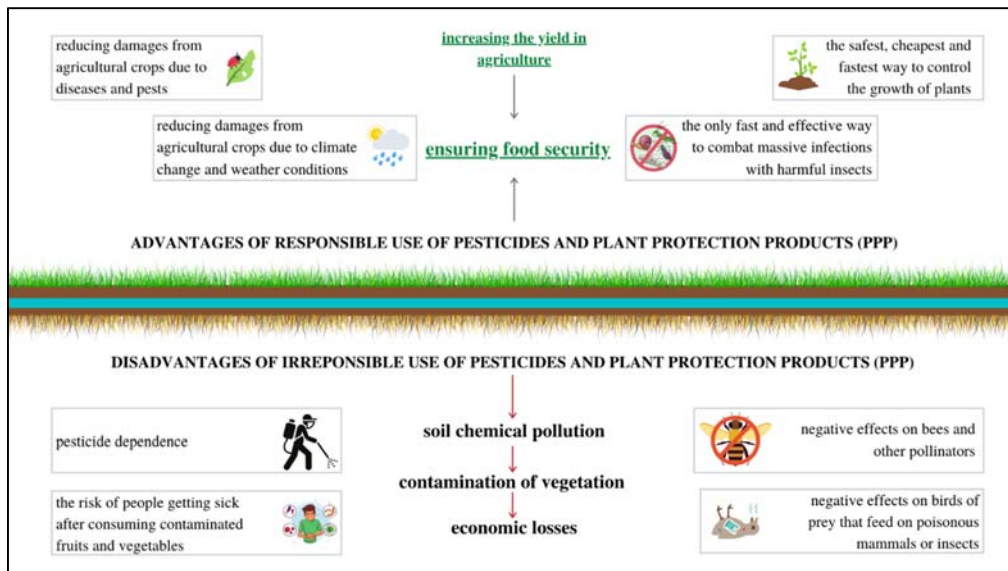 reducing damages from
agricultural crops due to
diseases and pests
increasing the yield in
agriculture
the safest, cheapest and
fastest way to control
the growth of plants
reducing damages from
agricultural crops due to climate
change and weather conditions
ensuring food security
the only fast and effective way
to combat massive infections
with harmful insects
ADVANTAGES OF RESPONSIBLE USE OF PESTICIDES AND PLANT PROTECTION PRODUCTS (PPP)
DISADVANTAGES OF IRREPONSIBLE USE OF PESTICIDES AND PLANT PROTECTION PRODUCTS (PPP)
pesticide dependence
soil chemical pollution
negative effects on bees and
other pollinators
contamination of vegetation
the risk of people getting sick
after consuming contaminated
fruits and vegetables
economic losses
negative effects on birds of
prey that feed on poisonous
mammals or insects